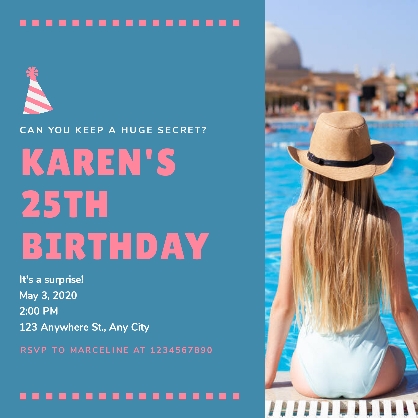 CAN YOU KEEP A HUGE SECRET?
KAREN'S
25TH
BIRTHDAY
It's a surprise!
May 3, 2020
2:00 PM
123 Anywhere St., Any City
RSVP TO MARCELINE AT 1234567890